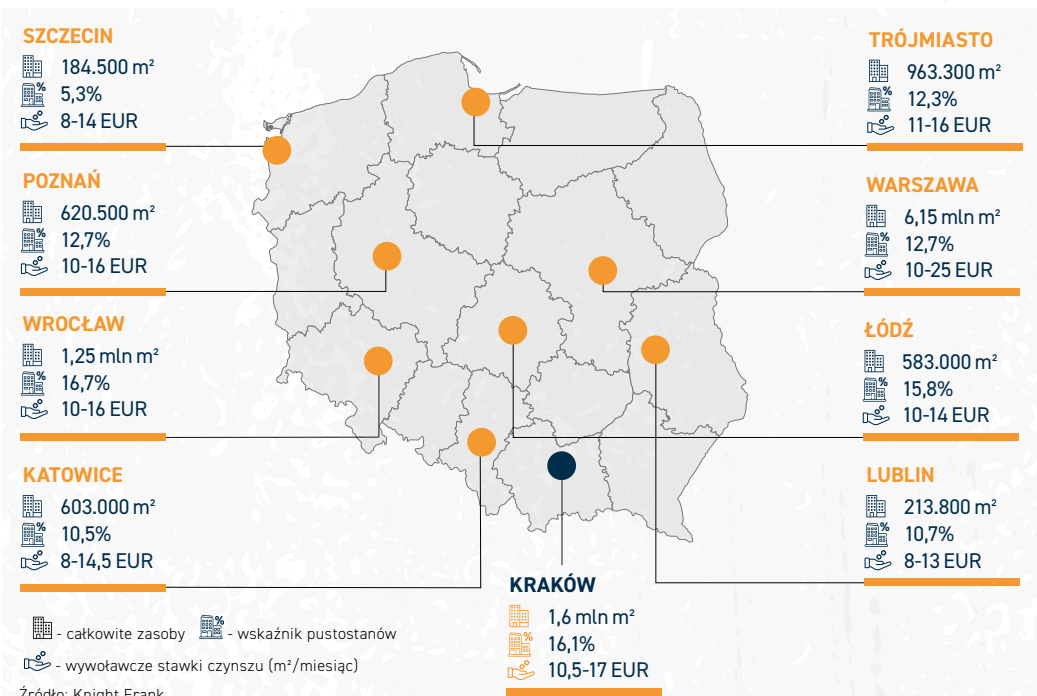 SZCZECIN
184.500 m²
5,3%
8-14 EUR
POZNAŃ
620.500 m²
12,7%
10-16 EUR
WROCŁAW
1,25 mln m²
16,7%
10-16 EUR
KATOWICE
603.000 m²
10,5%
8-14,5 EUR
TRÓJMIASTO
963.300 m²
12,3%
11-16 EUR
WARSZAWA
6,15 mln m²
12,7%
10-25 EUR
ŁÓDŹ
583.000 m²
15,8%
10-14 EUR
LUBLIN
213.800 m²
10,7%
8-13 EUR
KRAKÓW
1,6 mln m²
16,1%
10,5-17 EUR
- całkowite zasoby - wskaźnik pustostanów
- wywoławcze stawki czynszu (m²/miesiąc)
Źródło: Knight Frank